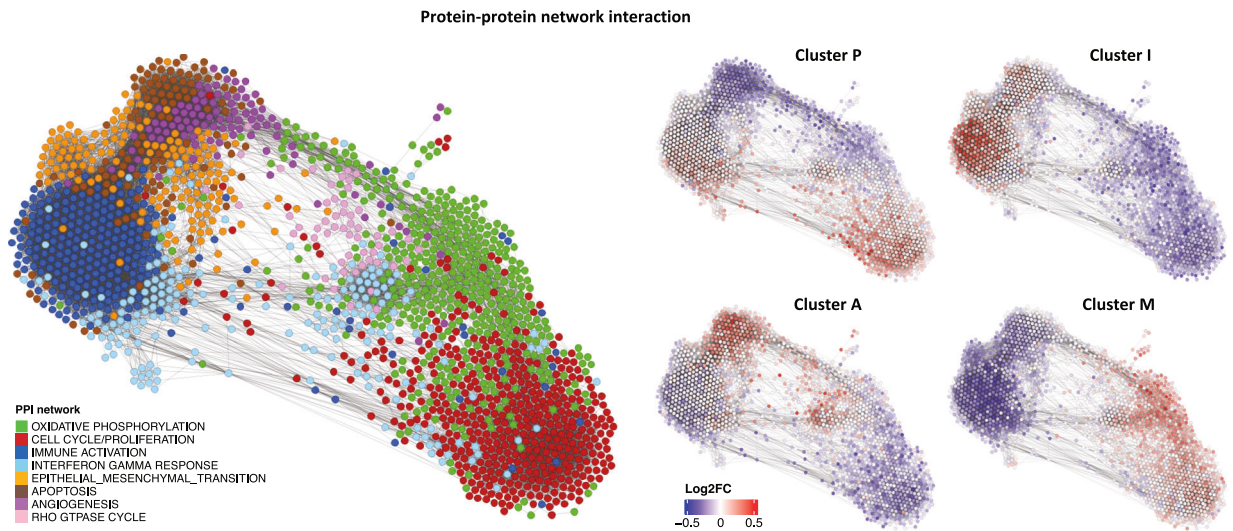 Protein-protein network interaction
Cluster P
Cluster I
Cluster A
Cluster M
PPI network
OXIDATIVE PHOSPHORYLATION
CELL CYCLE/PROLIFERATION
IMMUNE ACTIVATION
INTERFERON GAMMA RESPONSE
EPITHELIAL_MESENCHYMAL_TRANSITION
APOPTOSIS
ANGIOGENESIS
RHO GTPASE CYCLE
Log2FC
−0.5 0 0.5